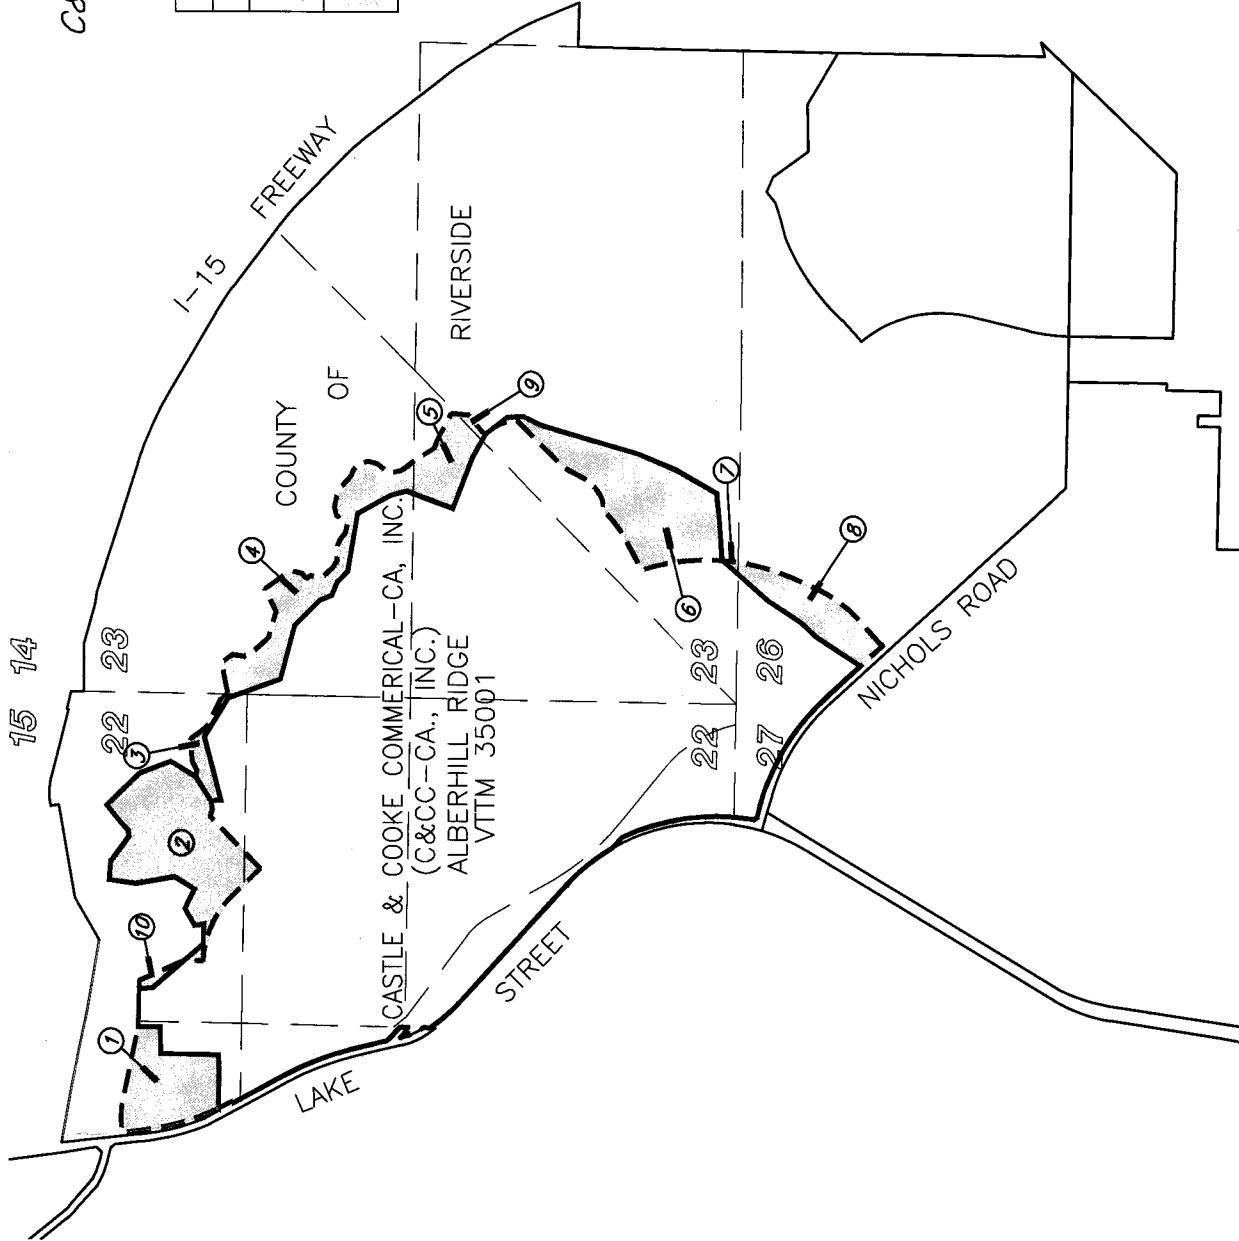 C&
15 14
22 23
I-15 FREEWAY
COUNTY
OF
RIVERSIDE
CASTLE & COOKE COMMERICAL-CA, INC.
(C&CC-CA., INC.)
ALBERHILL RIDGE
VTTM 35001
1
10
2
3
4
5
9
6
7
8
22 23
27 26
LAKE STREET
NICHOLS ROAD